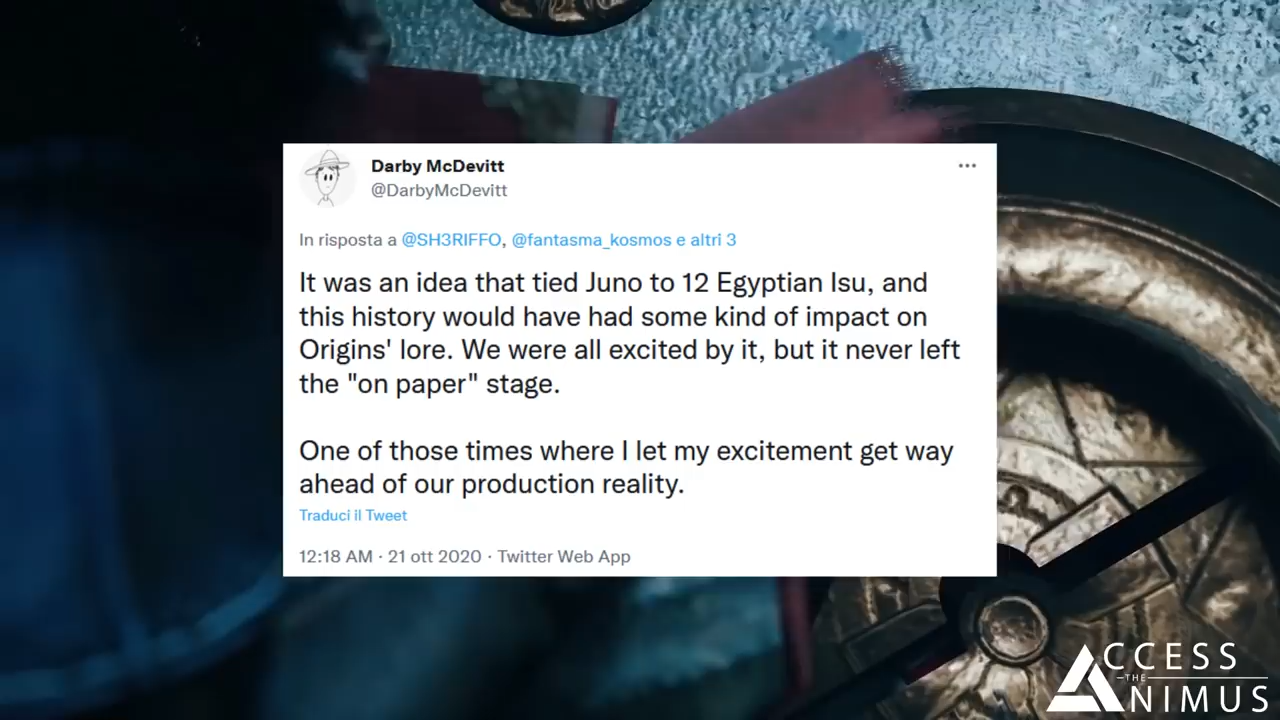 Darby McDevitt
@DarbyMcDevitt
In risposta a @SH3RIFFO, @fantasma_kosmos e altri 3
It was an idea that tied Juno to 12 Egyptian Isu, and
this history would have had some kind of impact on
Origins' lore. We were all excited by it, but it never left
the "on paper" stage.
One of those times where I let my excitement get way
ahead of our production reality.
Traduci il Tweet
12:18 AM · 21 ott 2020 · Twitter Web App
ACCESS
THE
ANIMUS